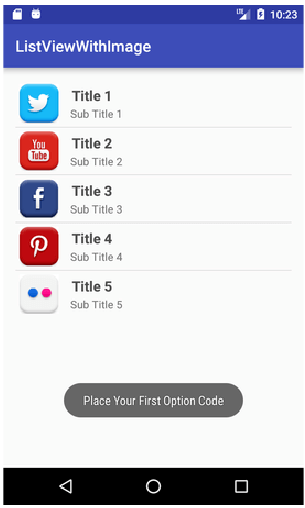 10:23
ListViewWithImage
Title 1
Sub Title 1
You
Tube
Title 2
Sub Title 2
f
Title 3
Sub Title 3
Title 4
Sub Title 4
Title 5
Sub Title 5
Place Your First Option Code